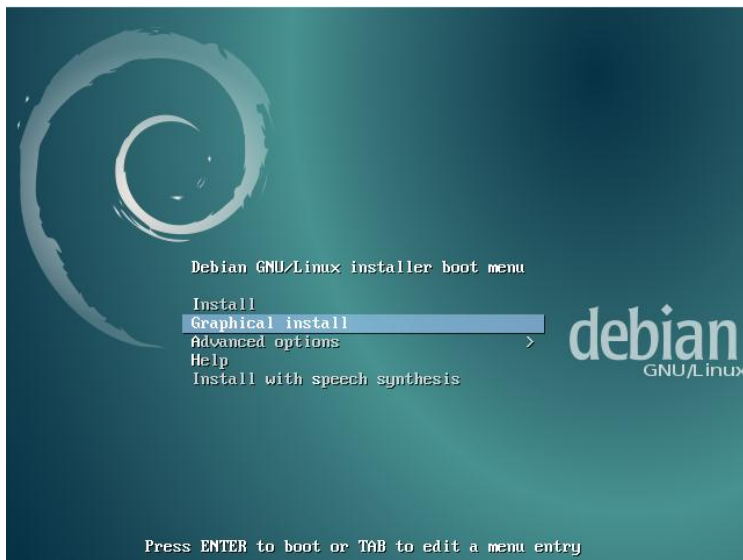 Debian GNU/Linux installer boot menu
Install
Graphical install
Advanced options >
Help
Install with speech synthesis
debian
GNU/Linux
Press ENTER to boot or TAB to edit a menu entry